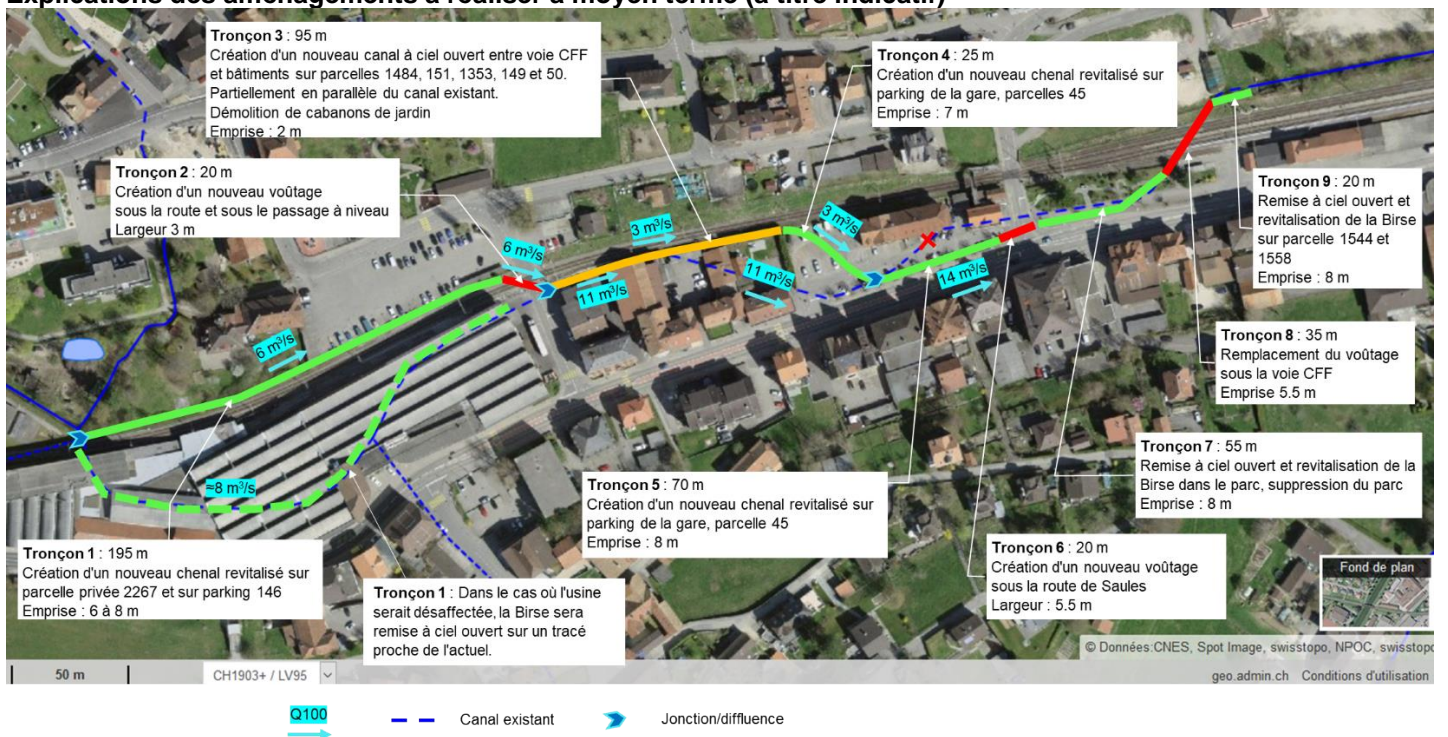 Explications des aménagements à réaliser à moyen terme (à titre indicatif)
Tronçon 3 : 95 m
Création d'un nouveau canal à ciel ouvert entre voie CFF
et bâtiments sur parcelles 1484, 151, 1353, 149 et 50.
Partiellement en parallèle du canal existant.
Démolition de cabanons de jardin
Emprise : 2 m
Tronçon 4 : 25 m
Création d'un nouveau chenal revitalisé sur
parking de la gare, parcelles 45
Emprise : 7 m
Tronçon 2 : 20 m
Création d'un nouveau voûtage
sous la route et sous le passage à niveau
Largeur 3 m
Tronçon 9 : 20 m
Remise à ciel ouvert et
revitalisation de la Birse
sur parcelle 1544 et
1558
Emprise : 8 m
3 m³/s
3 m³/s
6 m³/s
11 m³/s
11 m³/s
14 m³/s
6 m³/s
≈8 m³/s
Tronçon 8 : 35 m
Remplacement du voûtage
sous la voie CFF
Emprise 5.5 m
Tronçon 7 : 55 m
Remise à ciel ouvert et revitalisation de la
Birse dans le parc, suppression du parc
Emprise : 8 m
Tronçon 5 : 70 m
Création d'un nouveau chenal revitalisé sur
parking de la gare, parcelle 45
Emprise : 8 m
Tronçon 6 : 20 m
Création d'un nouveau voûtage
sous la route de Saules
Largeur : 5.5 m
Tronçon 1 : 195 m
Création d'un nouveau chenal revitalisé sur
parcelle privée 2267 et sur parking 146
Emprise : 6 à 8 m
Tronçon 1 : Dans le cas où l'usine
serait désaffectée, la Birse sera
remise à ciel ouvert sur un tracé
proche de l'actuel.
Fond de plan
© Données:CNES, Spot Image, swisstopo, NPOC, swisstopo
50 m
CH1903+ / LV95
geo.admin.ch Conditions d'utilisation
Q100
Canal existant
Jonction/diffluence